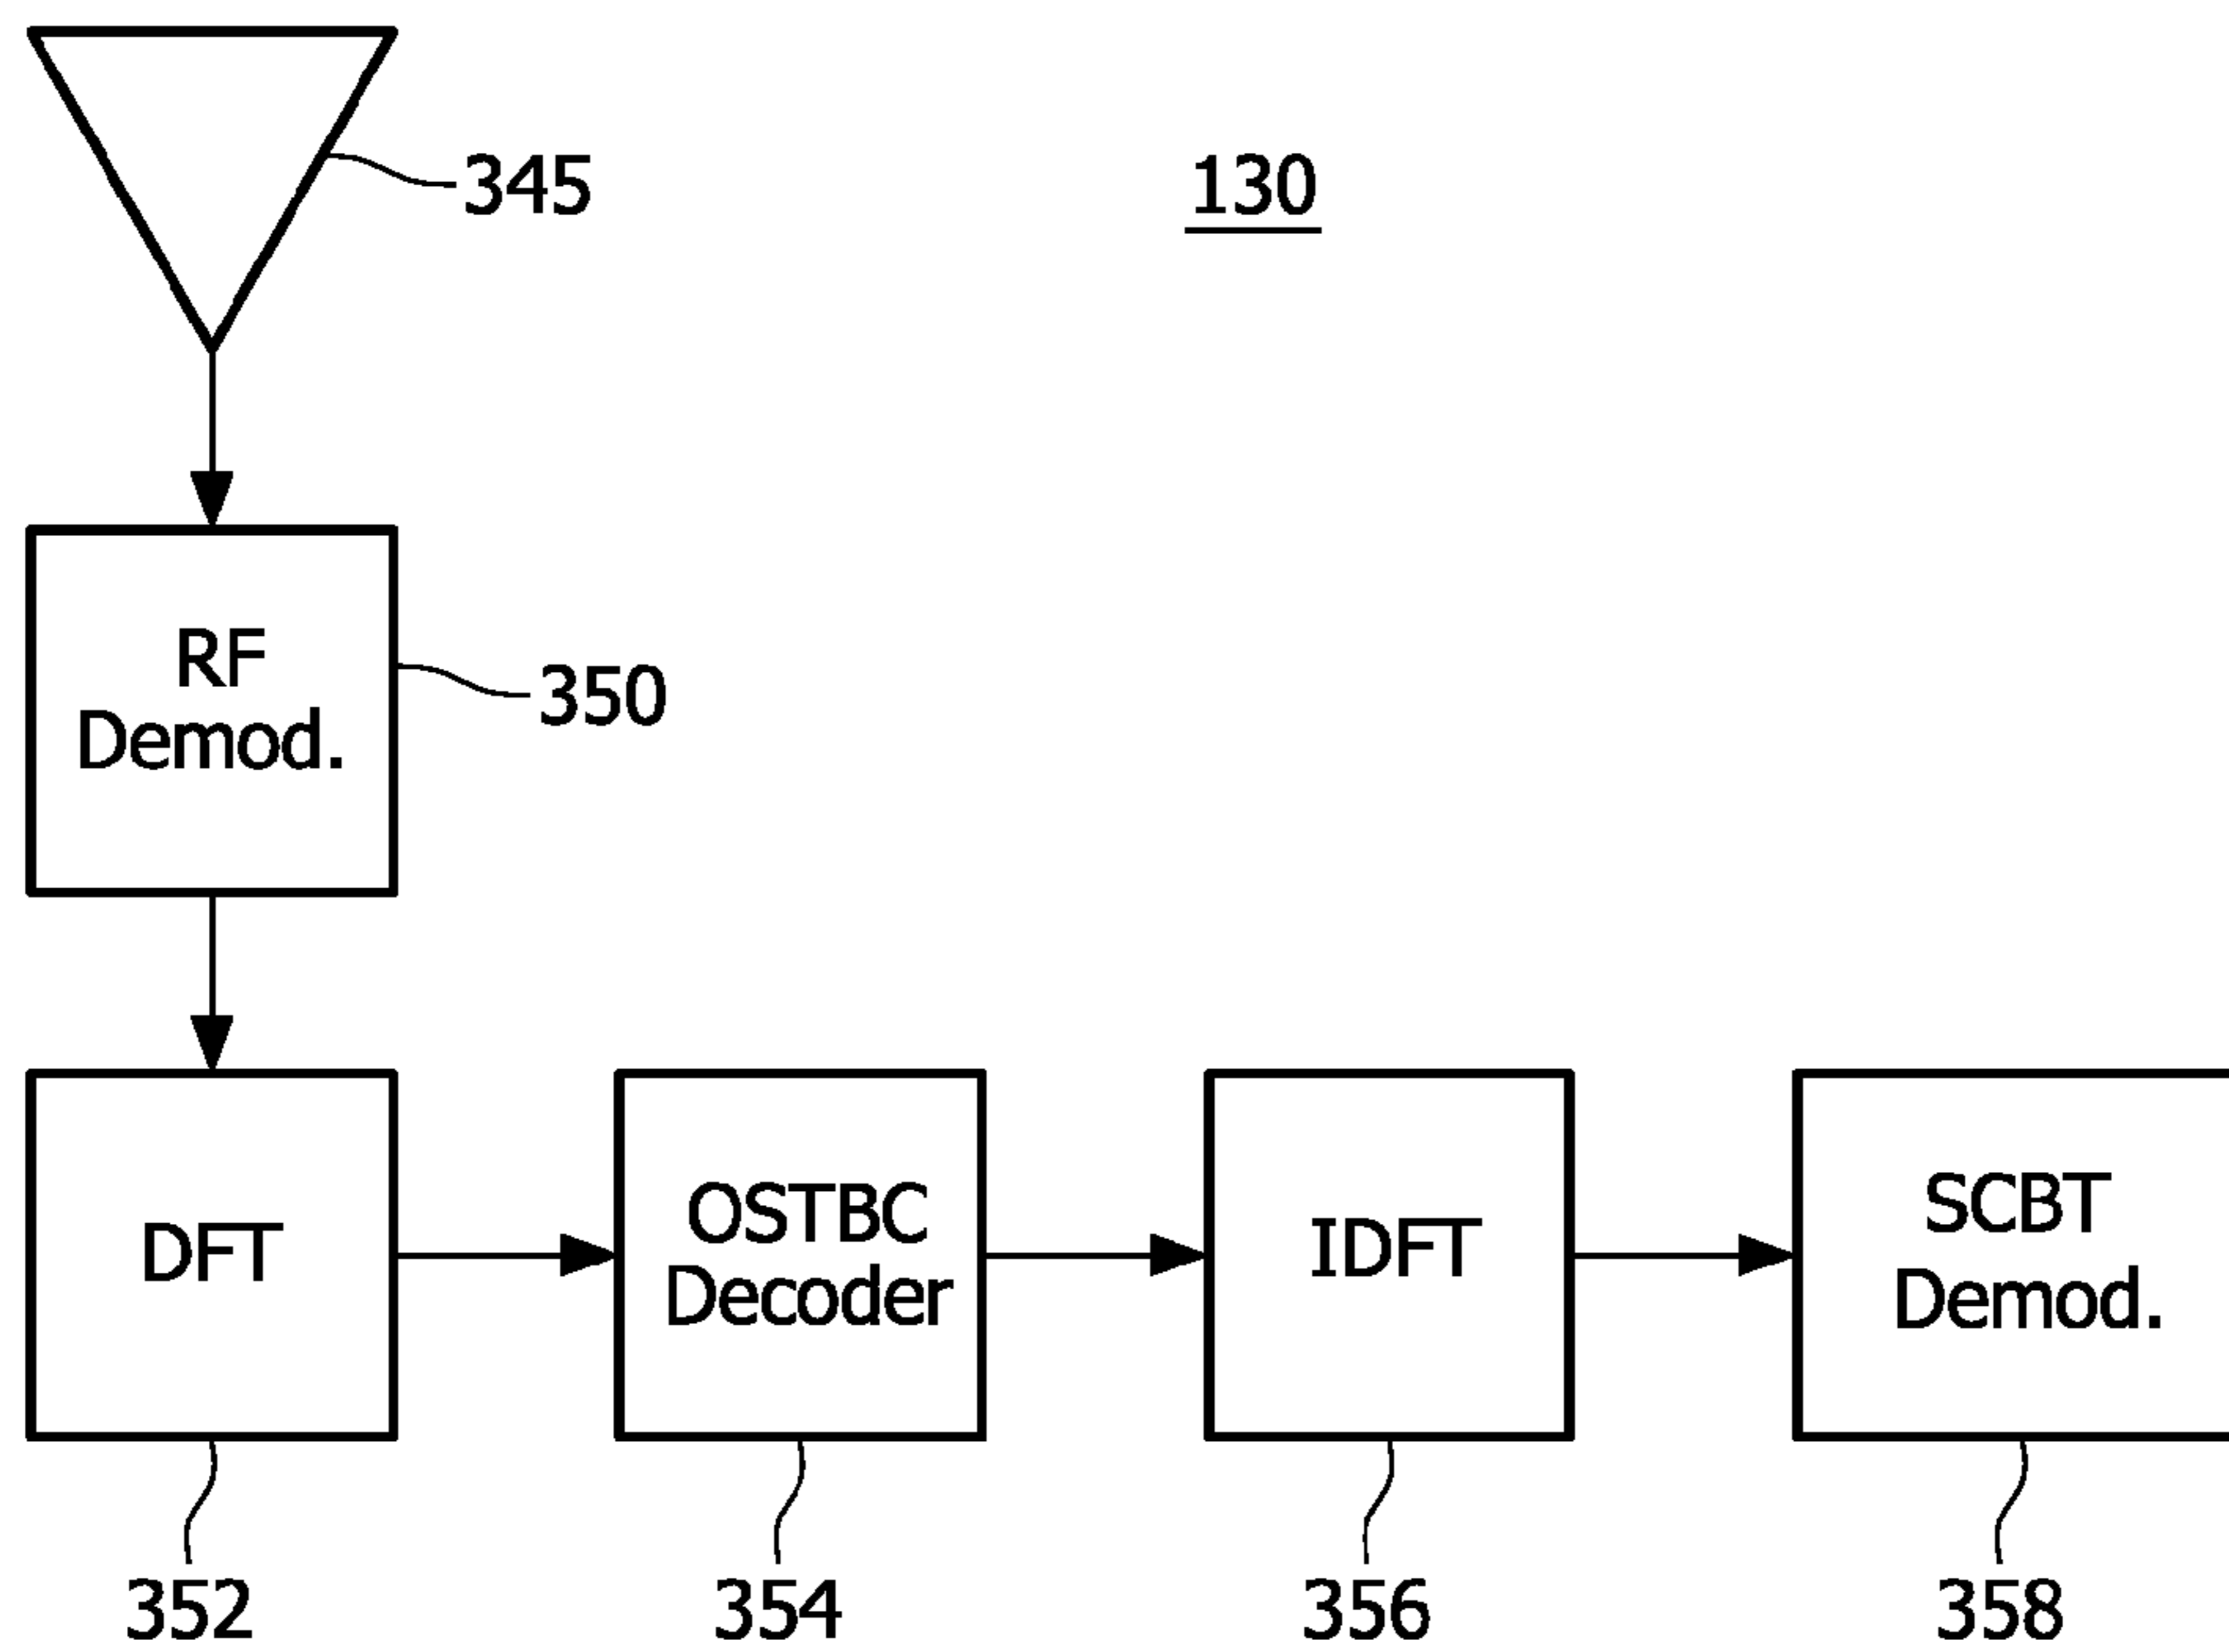 345
130
RF
Demod.
350
DFT
OSTBC
Decoder
IDFT
SCBT
Demod.
352
354
356
358